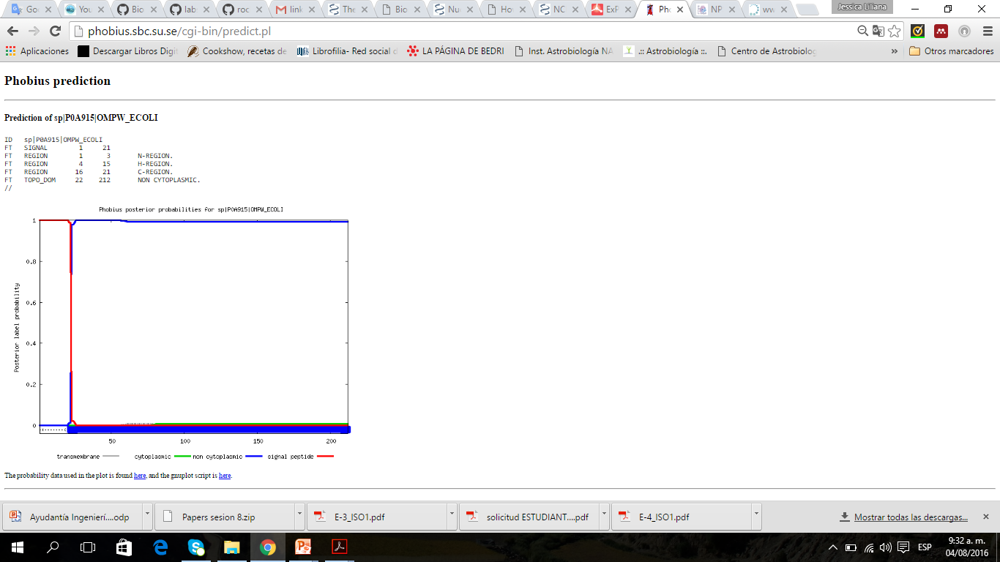 Jessica Liliana
Goo
You
Bio
lab
roc
link
The
Bio
Nu
Ho
NC
ExP
Pho
NP
ww
phobius.sbc.su.se/cgi-bin/predict.pl
Aplicaciones
Descargar Libros Digit
Cookshow, recetas de
Librofilia- Red social d
LA PÁGINA DE BEDRI
Inst. Astrobiología NA
.:: Astrobiología ::.
Centro de Astrobiolog
»
Otros marcadores
Phobius prediction
Prediction of sp|P0A915|OMPW_ECOLI
ID sp|P0A915|OMPW_ECOLI
FT SIGNAL 1 21
FT REGION 1 3 N-REGION.
FT REGION 4 15 H-REGION.
FT REGION 16 21 C-REGION.
FT TOPO_DOM 22 212 NON CYTOPLASMIC.
//
Phobius posterior probabilities for sp|P0A915|OMPW_ECOLI
Posterior label probability
1
0.8
0.6
0.4
0.2
0
50 100 150 200
transmembrane cytoplasmic non cytoplasmic signal peptide
The probability data used in the plot is found here, and the gnuplot script is here.
Ayudantía Ingenierí....odp
Papers sesion 8.zip
E-3_ISO1.pdf
solicitud ESTUDIANT....pdf
E-4_ISO1.pdf
Mostrar todas las descargas...
ESP
9:32 a. m.
04/08/2016